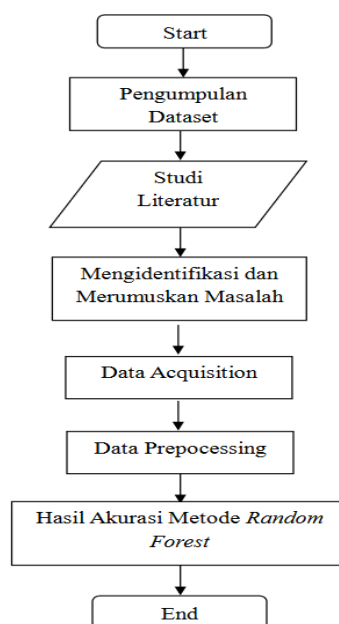 Start
Pengumpulan
Dataset
Studi
Literatur
Mengidentifikasi dan
Merumuskan Masalah
Data Acquisition
Data Prepocessing
Hasil Akurasi Metode Random
Forest
End